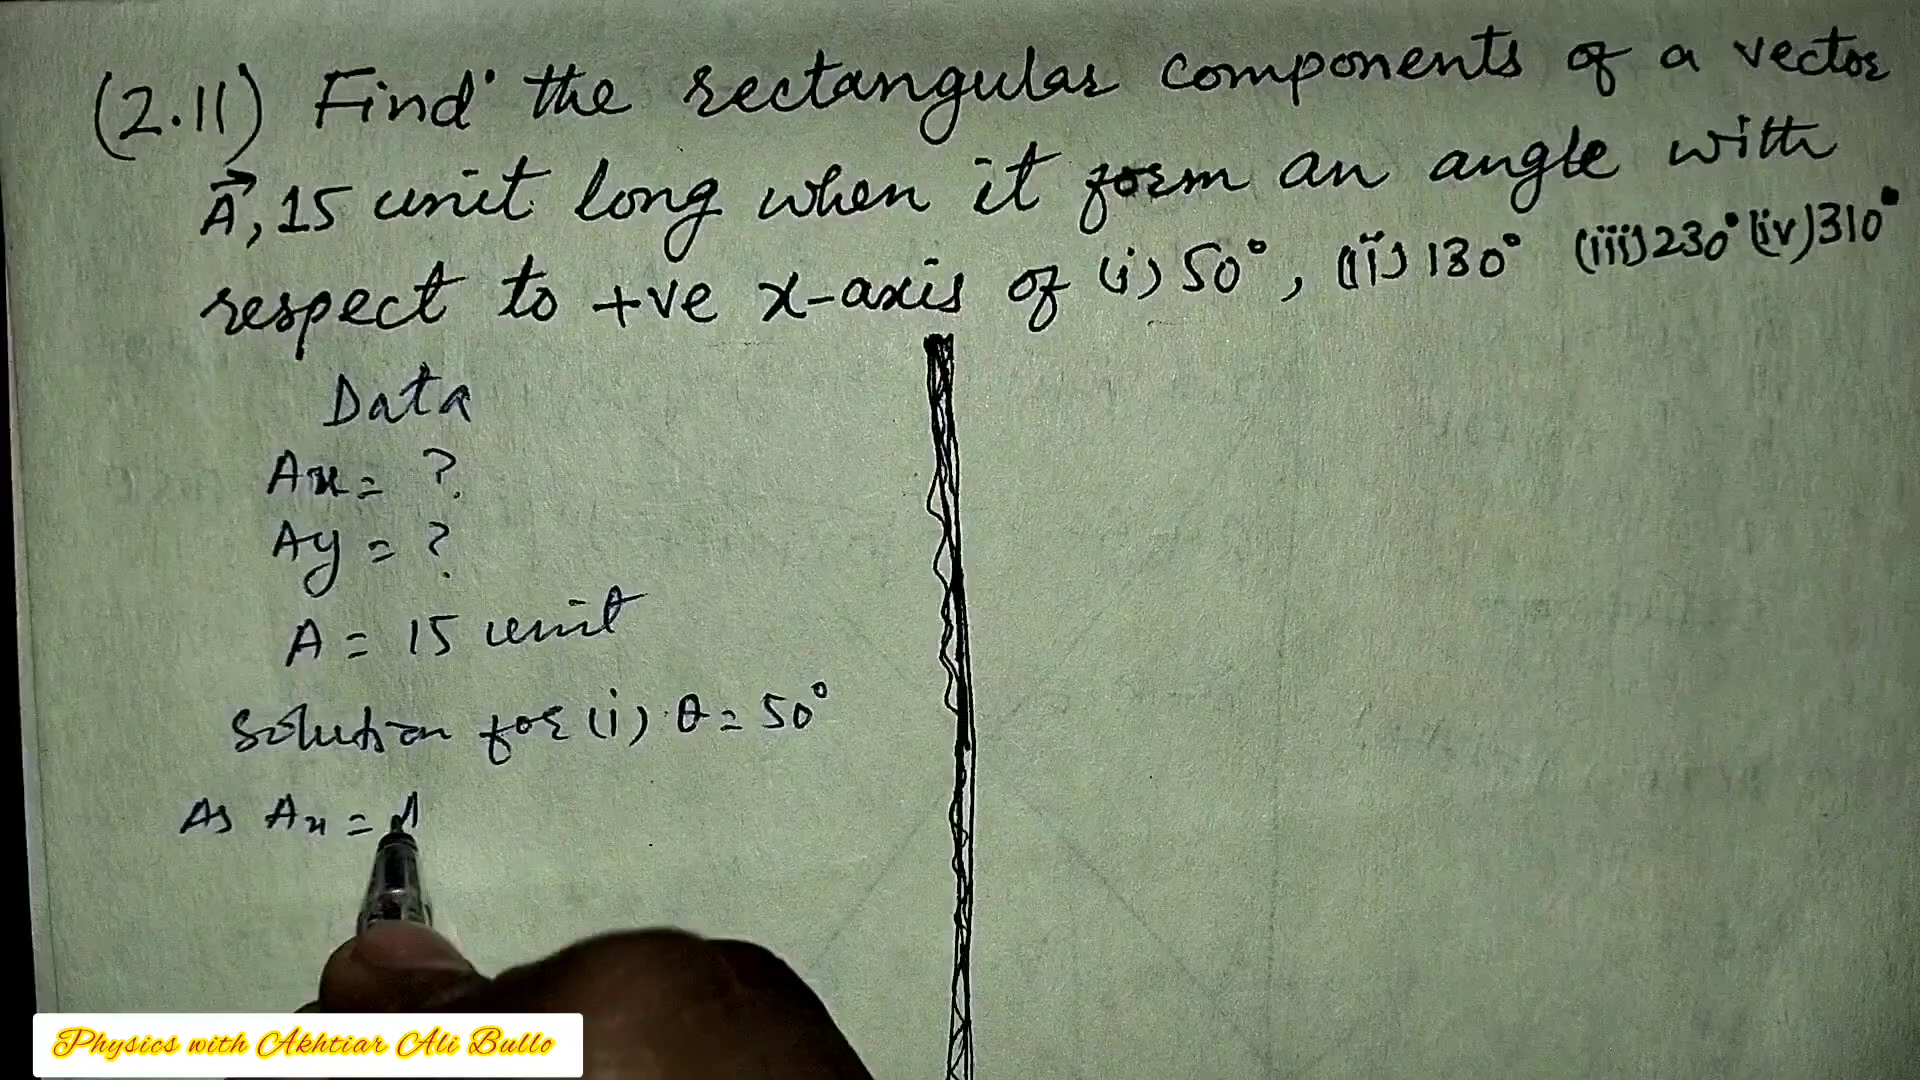 (2.11) Find the rectangular components of a vector
A, 15 unit long when it form an angle with
respect to +ve x-axis of (i) 50°, (ii) 130° (iii) 230° (iv) 310°
Data
Ax = ?
Ay = ?
A = 15 unit
Solution for (i) θ = 50°
As Ax = A
Physics with Akhtiar Ali Bullo